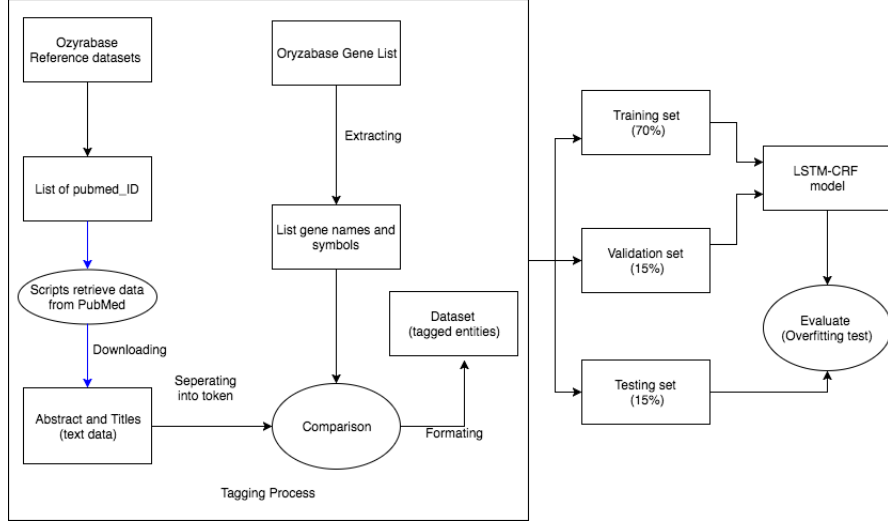 Ozyrabase
Reference datasets
Oryzabase Gene List
Extracting
List of pubmed_ID
List gene names and
symbols
Scripts retrieve data
from PubMed
Downloading
Abstract and Titles
(text data)
Seperating
into token
Comparison
Formating
Dataset
(tagged entities)
Tagging Process
Training set
(70%)
Validation set
(15%)
Testing set
(15%)
LSTM-CRF
model
Evaluate
(Overfitting test)